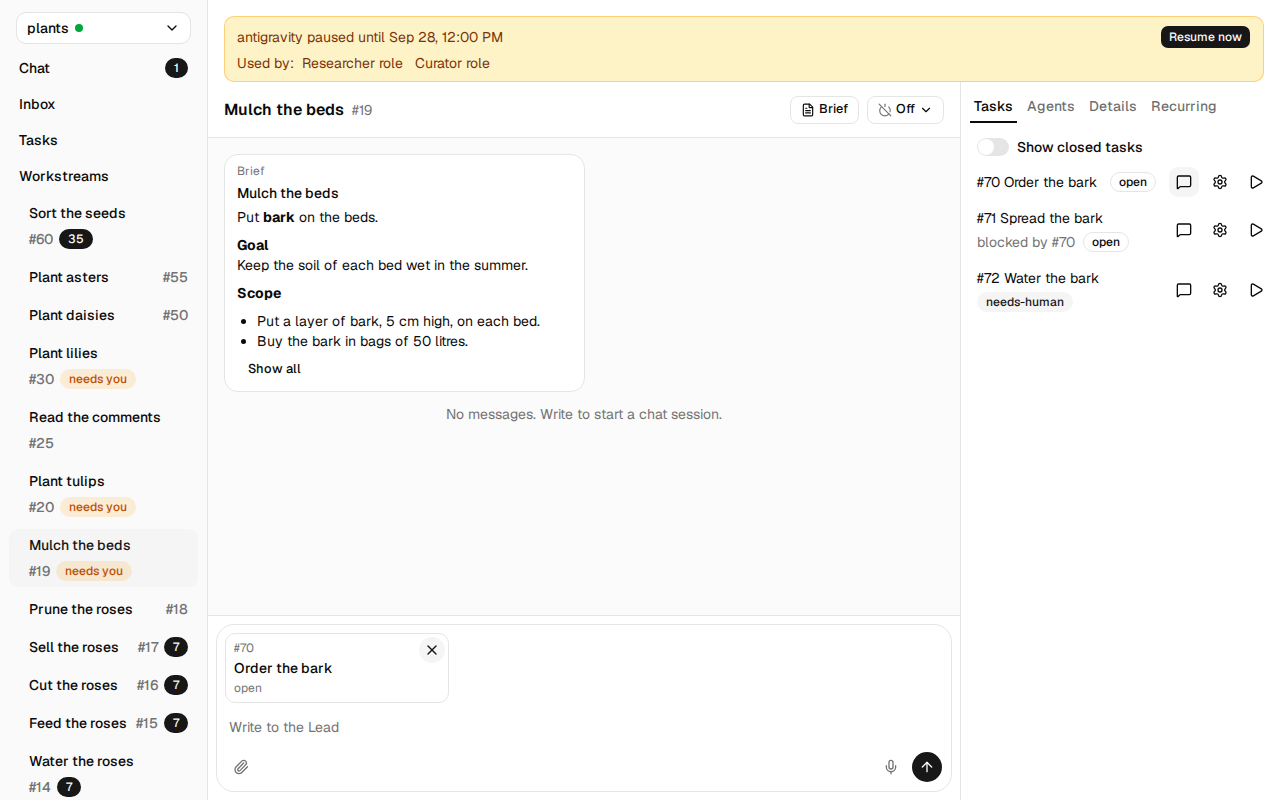 plants
Chat 1
Inbox
Tasks
Workstreams
Sort the seeds
#60 35
Plant asters #55
Plant daisies #50
Plant lilies
#30 needs you
Read the comments
#25
Plant tulips
#20 needs you
Mulch the beds
#19 needs you
Prune the roses #18
Sell the roses #17 7
Cut the roses #16 7
Feed the roses #15 7
Water the roses
#14 7
antigravity paused until Sep 28, 12:00 PM
Resume now
Used by: Researcher role Curator role
Mulch the beds #19
Brief
Off
Brief
Mulch the beds
Put bark on the beds.
Goal
Keep the soil of each bed wet in the summer.
Scope
• Put a layer of bark, 5 cm high, on each bed.
• Buy the bark in bags of 50 litres.
Show all
No messages. Write to start a chat session.
#70
Order the bark
open
Write to the Lead
Tasks Agents Details Recurring
Show closed tasks
#70 Order the bark open
#71 Spread the bark
blocked by #70 open
#72 Water the bark
needs-human